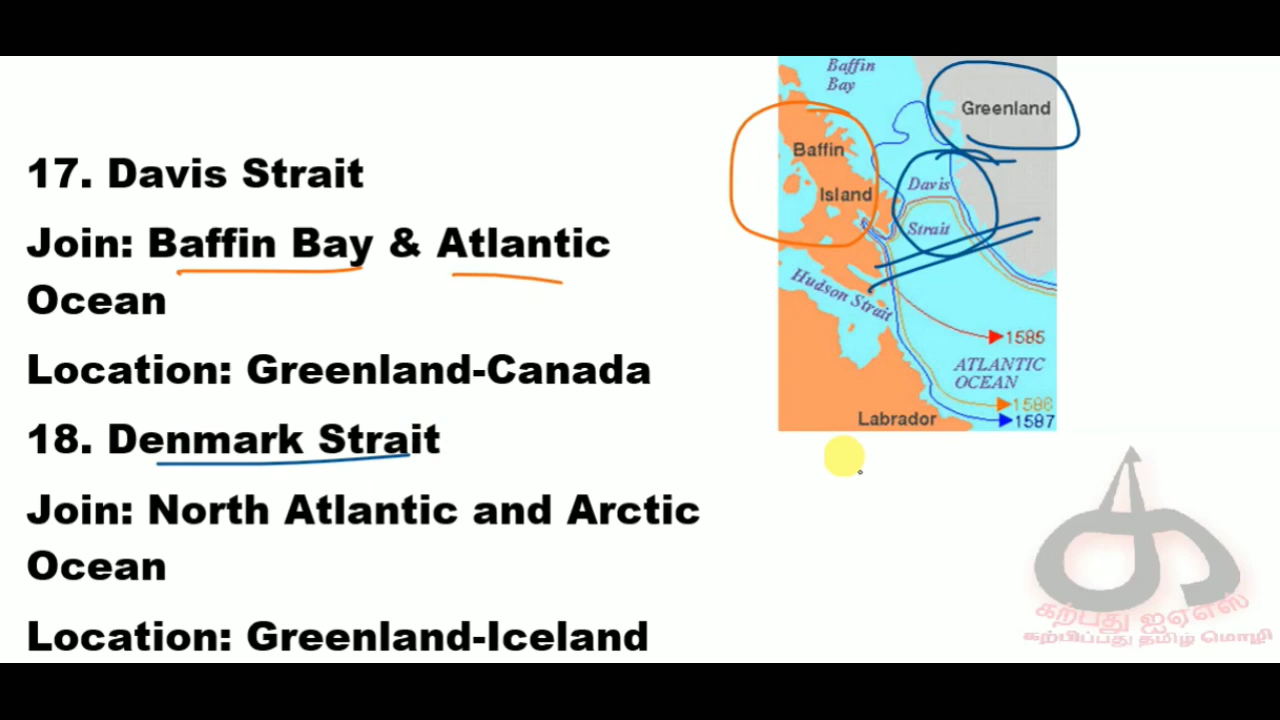 17. Davis Strait
Join: Baffin Bay & Atlantic
Ocean
Location: Greenland-Canada
18. Denmark Strait
Join: North Atlantic and Arctic
Ocean
Location: Greenland-Iceland
Baffin
Bay
Greenland
Baffin
Island
Davis
Strait
Hudson Strait
1585
ATLANTIC
OCEAN
1586
1587
Labrador
கற்பது ஐஏஎஸ்
கற்பிப்பது தமிழ் மொழி